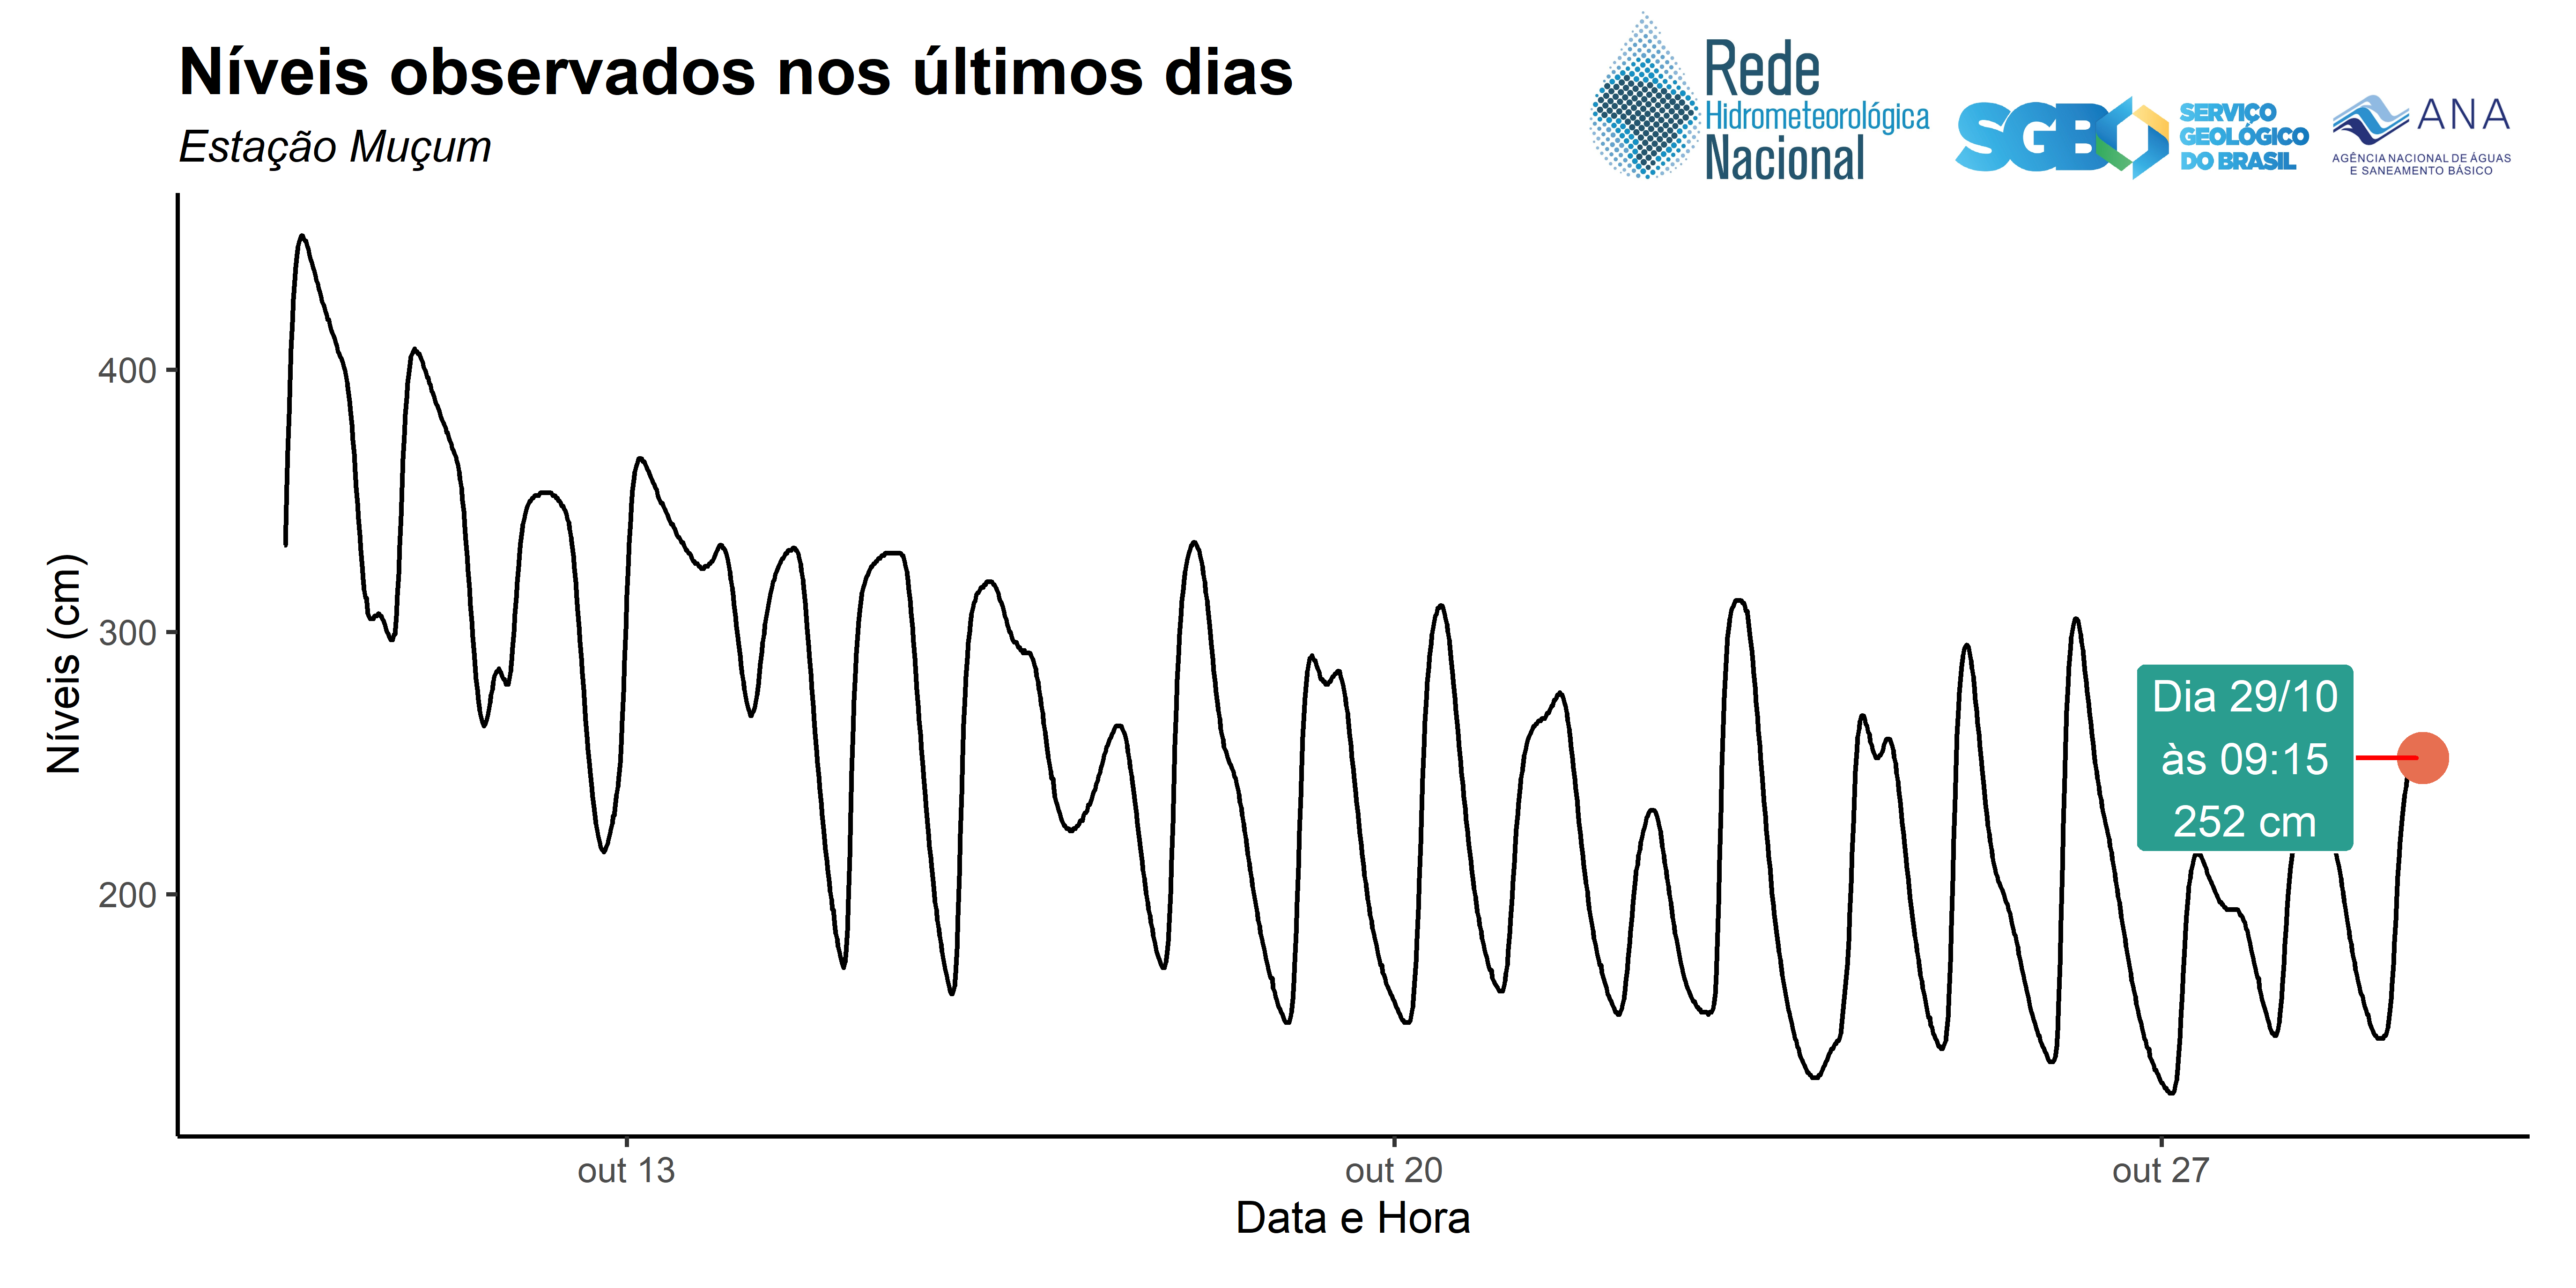 Níveis observados nos últimos dias
Estação Muçum
Rede
Hidrometeorológica
Nacional
SGB
SERVIÇO
GEOLÓGICO
DO BRASIL
ANA
AGÊNCIA NACIONAL DE ÁGUAS
E SANEAMENTO BÁSICO
Níveis (cm)
400
300
200
Dia 29/10
às 09:15
252 cm
out 13
out 20
out 27
Data e Hora